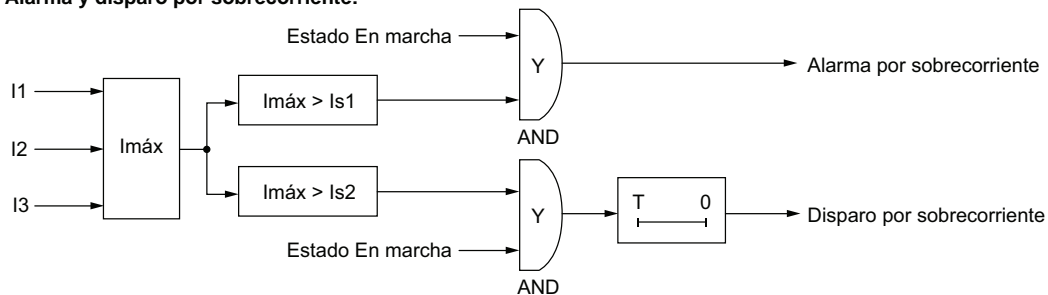 Alarma y disparo por sobrecorriente:
Estado En marcha
Y
Alarma por sobrecorriente
I1
Imáx > Is1
I2
Imáx
AND
Imáx > Is2
I3
Y
T 0
Disparo por sobrecorriente
Estado En marcha
AND